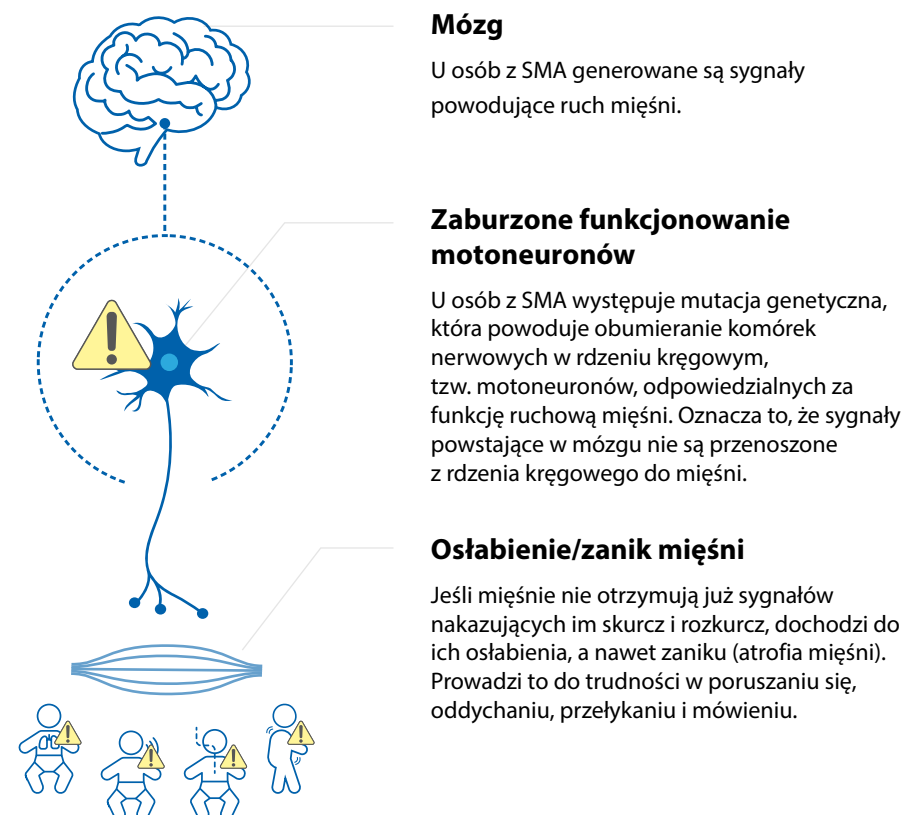 Mózg
U osób z SMA generowane są sygnały
powodujące ruch mięśni.
Zaburzone funkcjonowanie
motoneuronów
U osób z SMA występuje mutacja genetyczna,
która powoduje obumieranie komórek
nerwowych w rdzeniu kręgowym,
tzw. motoneuronów, odpowiedzialnych za
funkcję ruchową mięśni. Oznacza to, że sygnały
powstające w mózgu nie są przenoszone
z rdzenia kręgowego do mięśni.
Osłabienie/zanik mięśni
Jeśli mięśnie nie otrzymują już sygnałów
nakazujących im skurcz i rozkurcz, dochodzi do
ich osłabienia, a nawet zaniku (atrofia mięśni).
Prowadzi to do trudności w poruszaniu się,
oddychaniu, przełykaniu i mówieniu.